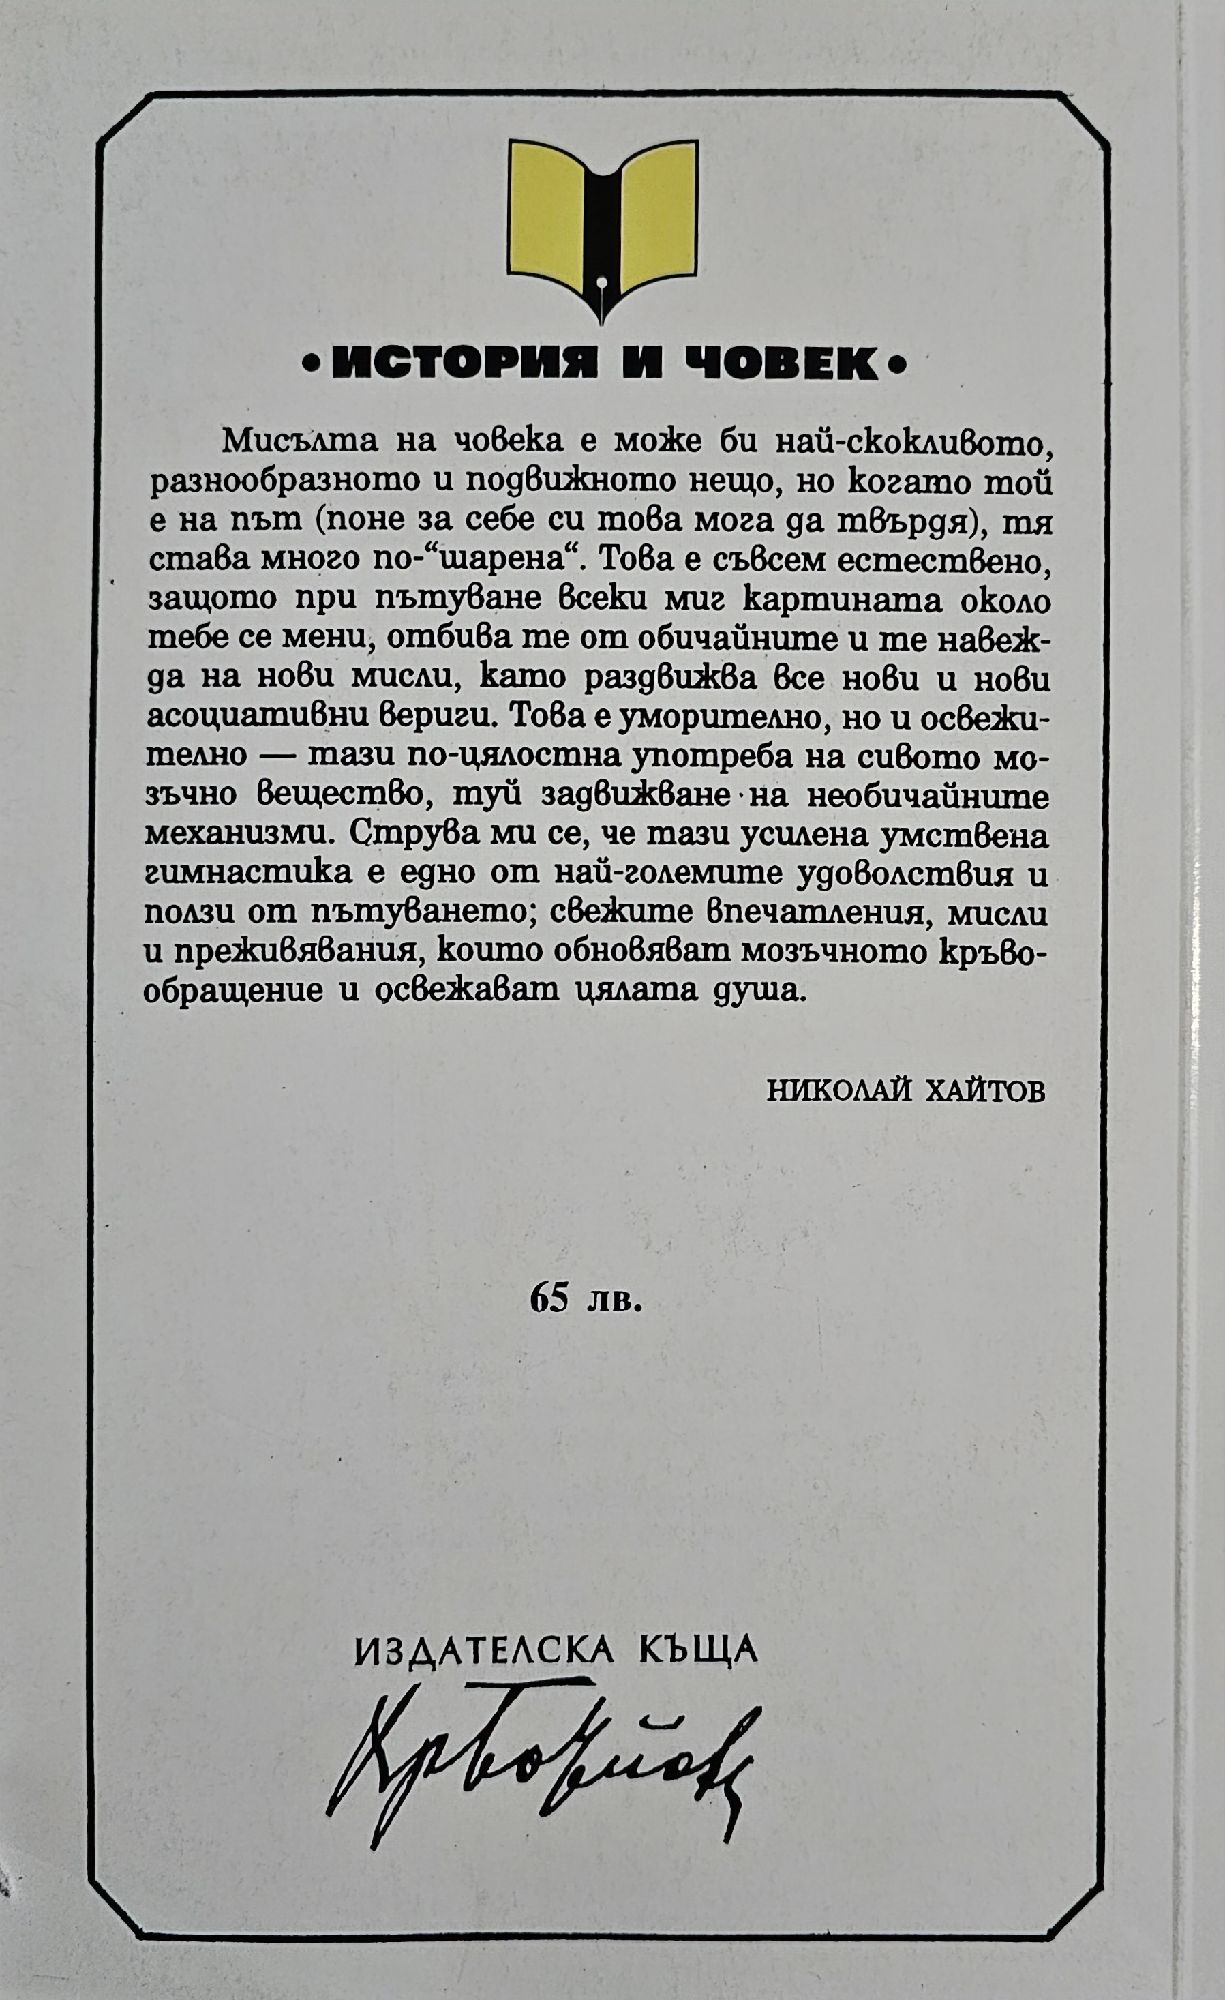 • ИСТОРИЯ И ЧОВЕК •
Мисълта на човека е може би най-скокливото,
разнообразното и подвижното нещо, но когато той
е на път (поне за себе си това мога да твърдя), тя
става много по-“шарена“. Това е съвсем естествено,
защото при пътуване всеки миг картината около
тебе се мени, отбива те от обичайните и те навеж-
да на нови мисли, като раздвижва все нови и нови
асоциативни вериги. Това е уморително, но и освежи-
телно — тази по-цялостна употреба на сивото мо-
зъчно вещество, туй задвижване на необичайните
механизми. Струва ми се, че тази усилена умствена
гимнастика е едно от най-големите удоволствия и
ползи от пътуването; свежите впечатления, мисли
и преживявания, които обновяват мозъчното кръво-
обращение и освежават цялата душа.
НИКОЛАЙ ХАЙТОВ
65 лв.
ИЗДАТЕЛСКА КЪЩА